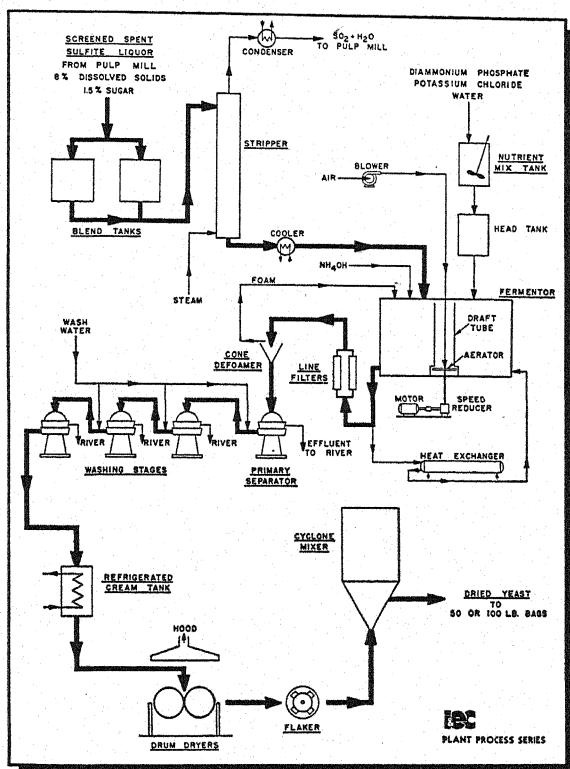 SCREENED SPENT
SULFITE LIQUOR
FROM PULP MILL
8% DISSOLVED SOLIDS
1.5% SUGAR
CONDENSER
SO2 + H2O
TO PULP MILL
DIAMMONIUM PHOSPHATE
POTASSIUM CHLORIDE
WATER
STRIPPER
BLOWER
AIR
NUTRIENT
MIX TANK
BLEND TANKS
HEAD TANK
COOLER
NH4OH
STEAM
FOAM
FERMENTOR
DRAFT
TUBE
AERATOR
WASH
WATER
CONE
DEFOAMER
LINE
FILTERS
MOTOR
SPEED
REDUCER
RIVER
RIVER
RIVER
EFFLUENT
TO RIVER
WASHING STAGES
PRIMARY
SEPARATOR
HEAT EXCHANGER
CYCLONE
MIXER
REFRIGERATED
CREAM TANK
DRIED YEAST
TO
50 OR 100 LB. BAGS
HOOD
DRUM DRYERS
FLAKER
iec
PLANT PROCESS SERIES